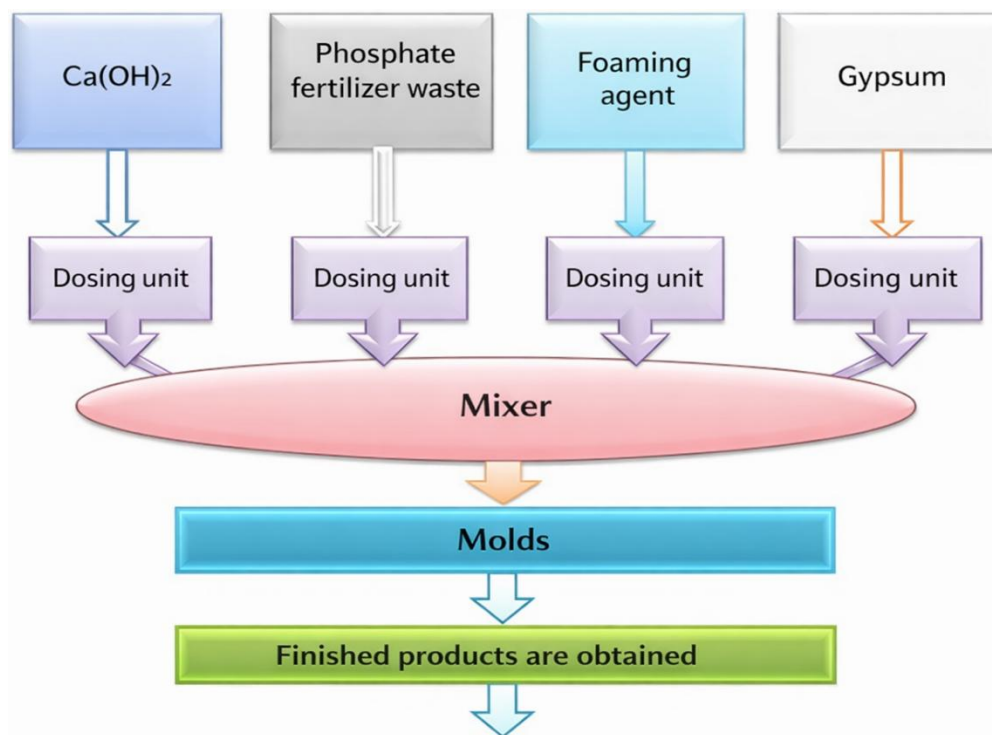 Ca(OH)₂
Phosphate
fertilizer waste
Foaming
agent
Gypsum
Dosing unit
Dosing unit
Dosing unit
Dosing unit
Mixer
Molds
Finished products are obtained